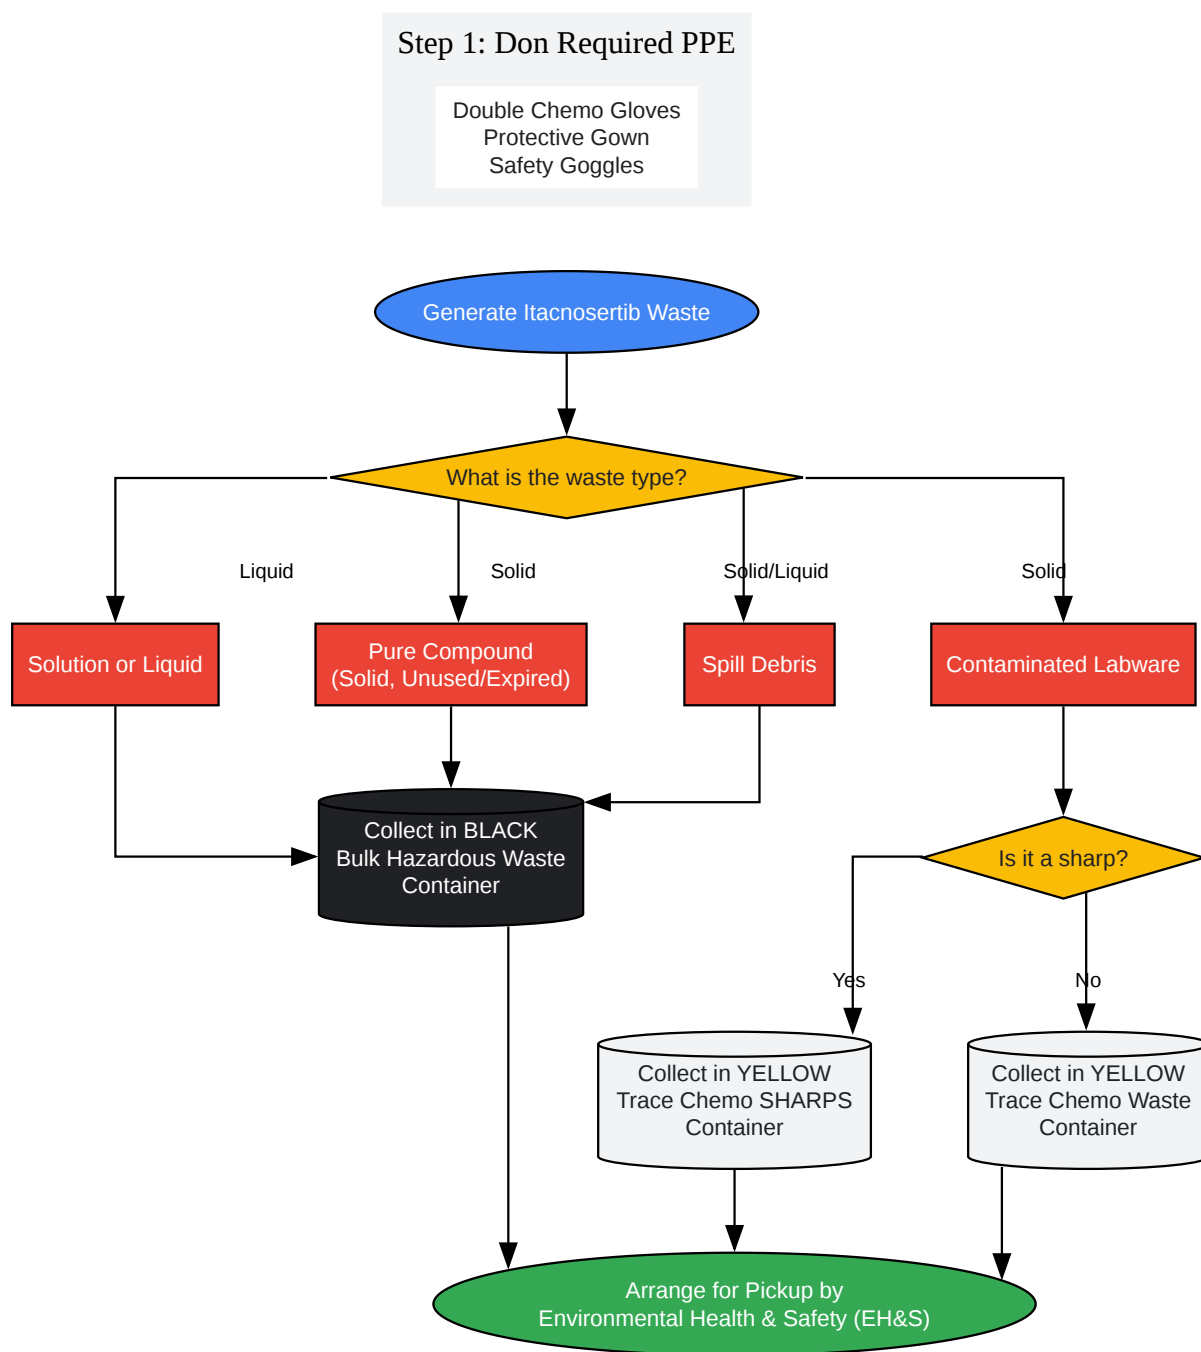 Step 1: Don Required PPE
Double Chemo Gloves
Protective Gown
Safety Goggles
Generate Itacnosertib Waste
What is the waste type?
Liquid
Solid
Solid/Liquid
Solid
Solution or Liquid
Pure Compound
(Solid, Unused/Expired)
Spill Debris
Contaminated Labware
Collect in BLACK
Bulk Hazardous Waste
Container
Is it a sharp?
Yes
No
Collect in YELLOW
Trace Chemo SHARPS
Container
Collect in YELLOW
Trace Chemo Waste
Container
Arrange for Pickup by
Environmental Health & Safety (EH&S)